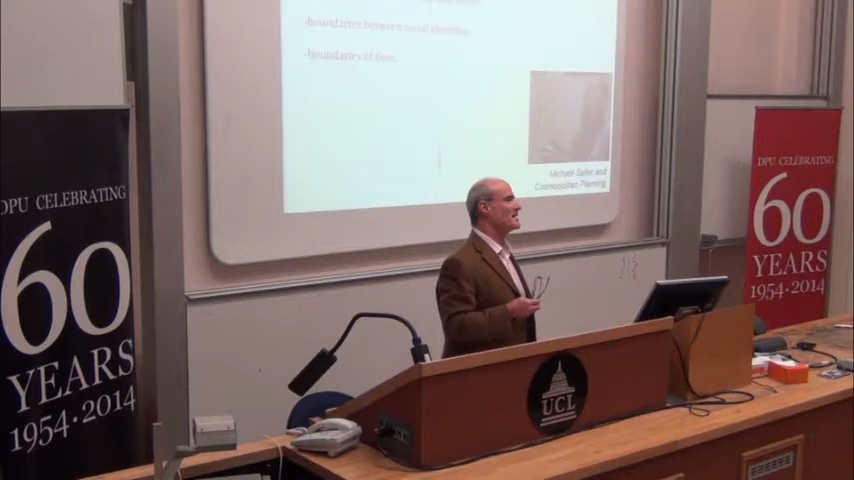 -boundaries between social identities.
-boundaries of time.
Michael Safier and
Cosmopolitan Planning
DPU CELEBRATING
60
YEARS
1954·2014
DPU CELEBRATING
60
YEARS
1954·2014
UCL